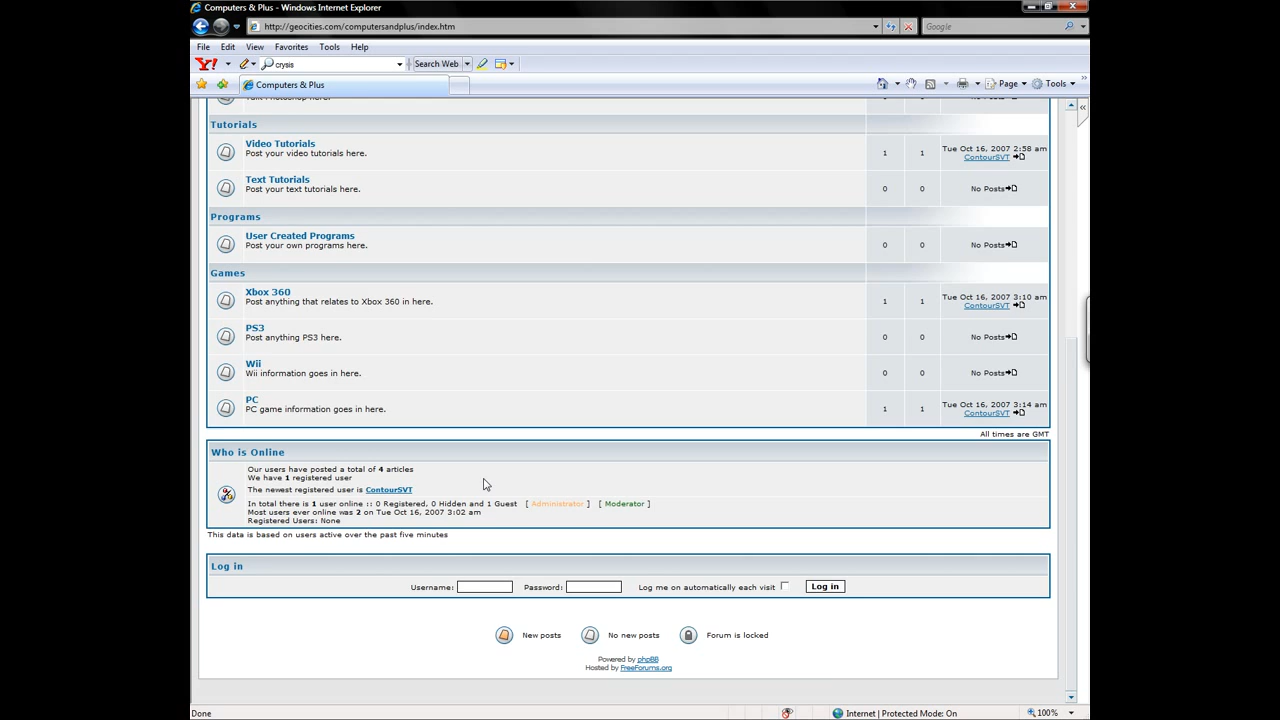 Computers & Plus - Windows Internet Explorer
http://geocities.com/computersandplus/index.htm
Google
File Edit View Favorites Tools Help
Y! crysis Search Web
Computers & Plus
Page Tools
No Posts
Tutorials
Video Tutorials
Post your video tutorials here.
1 1 Tue Oct 16, 2007 2:58 am
ContourSVT
Text Tutorials
Post your text tutorials here.
0 0 No Posts
Programs
User Created Programs
Post your own programs here.
0 0 No Posts
Games
Xbox 360
Post anything that relates to Xbox 360 in here.
1 1 Tue Oct 16, 2007 3:10 am
ContourSVT
PS3
Post anything PS3 here.
0 0 No Posts
Wii
Wii information goes in here.
0 0 No Posts
PC
PC game information goes in here.
1 1 Tue Oct 16, 2007 3:14 am
ContourSVT
All times are GMT
Who is Online
Our users have posted a total of 4 articles
We have 1 registered user
The newest registered user is ContourSVT
In total there is 1 user online :: 0 Registered, 0 Hidden and 1 Guest [ Administrator ] [ Moderator ]
Most users ever online was 2 on Tue Oct 16, 2007 3:02 am
Registered Users: None
This data is based on users active over the past five minutes
Log in
Username: Password: Log me on automatically each visit Log in
New posts No new posts Forum is locked
Powered by phpBB
Hosted by FreeForums.org
Done Internet | Protected Mode: On 100%